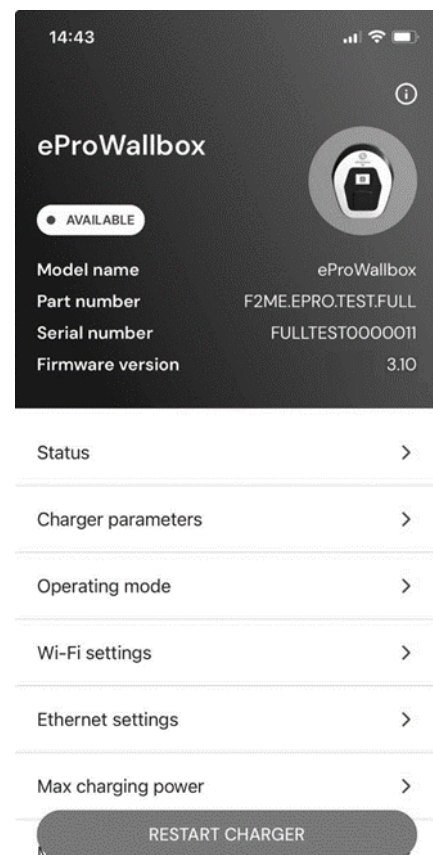 14:43
eProWallbox
AVAILABLE
Model name eProWallbox
Part number F2ME.EPRO.TEST.FULL
Serial number FULLTEST0000011
Firmware version 3.10
Status
Charger parameters
Operating mode
Wi-Fi settings
Ethernet settings
Max charging power
RESTART CHARGER